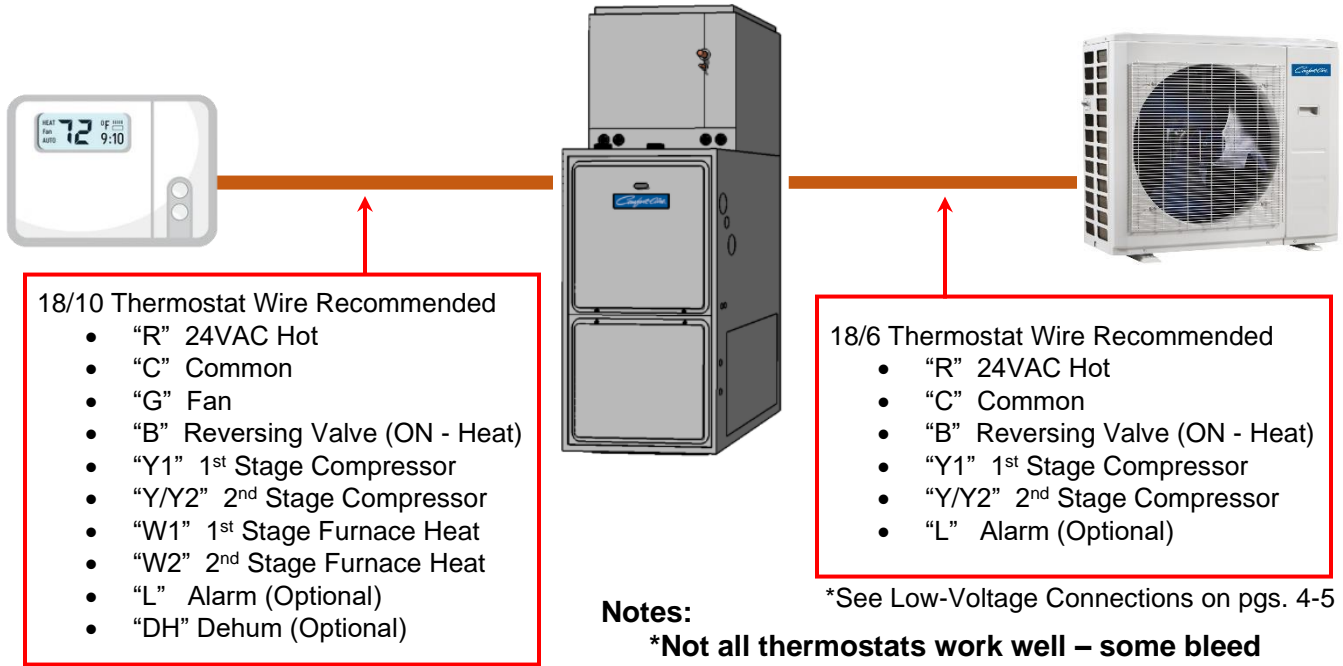 HEAT
Fan
AUTO
72
°F
9:10
Comfort-Aire
Comfort-Aire
18/10 Thermostat Wire Recommended
• “R” 24VAC Hot
• “C” Common
• “G” Fan
• “B” Reversing Valve (ON - Heat)
• “Y1” 1st Stage Compressor
• “Y/Y2” 2nd Stage Compressor
• “W1” 1st Stage Furnace Heat
• “W2” 2nd Stage Furnace Heat
• “L” Alarm (Optional)
• “DH” Dehum (Optional)
18/6 Thermostat Wire Recommended
• “R” 24VAC Hot
• “C” Common
• “B” Reversing Valve (ON - Heat)
• “Y1” 1st Stage Compressor
• “Y/Y2” 2nd Stage Compressor
• “L” Alarm (Optional)
*See Low-Voltage Connections on pgs. 4-5
Notes:
*Not all thermostats work well – some bleed